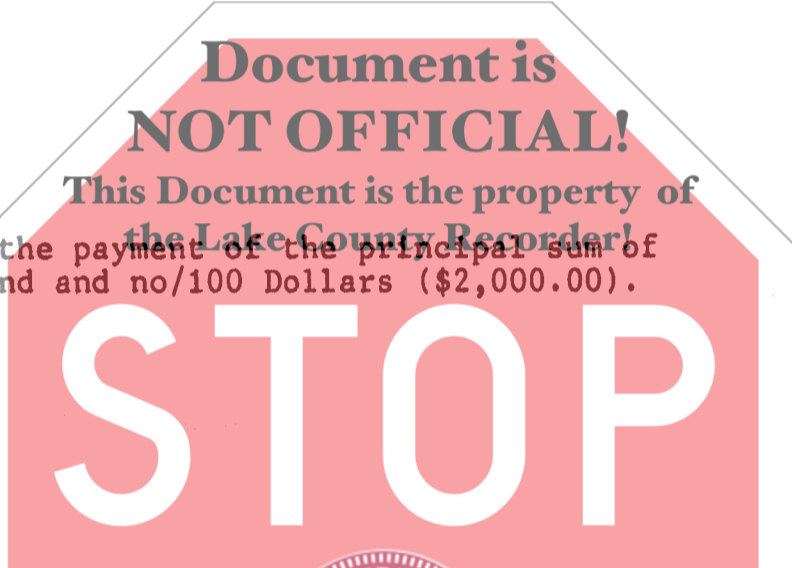 Document is
NOT OFFICIAL!
This Document is the property of
the Lake County Recorder!
the payment of the principal sum of
nd and no/100 Dollars ($2,000.00).
STOP